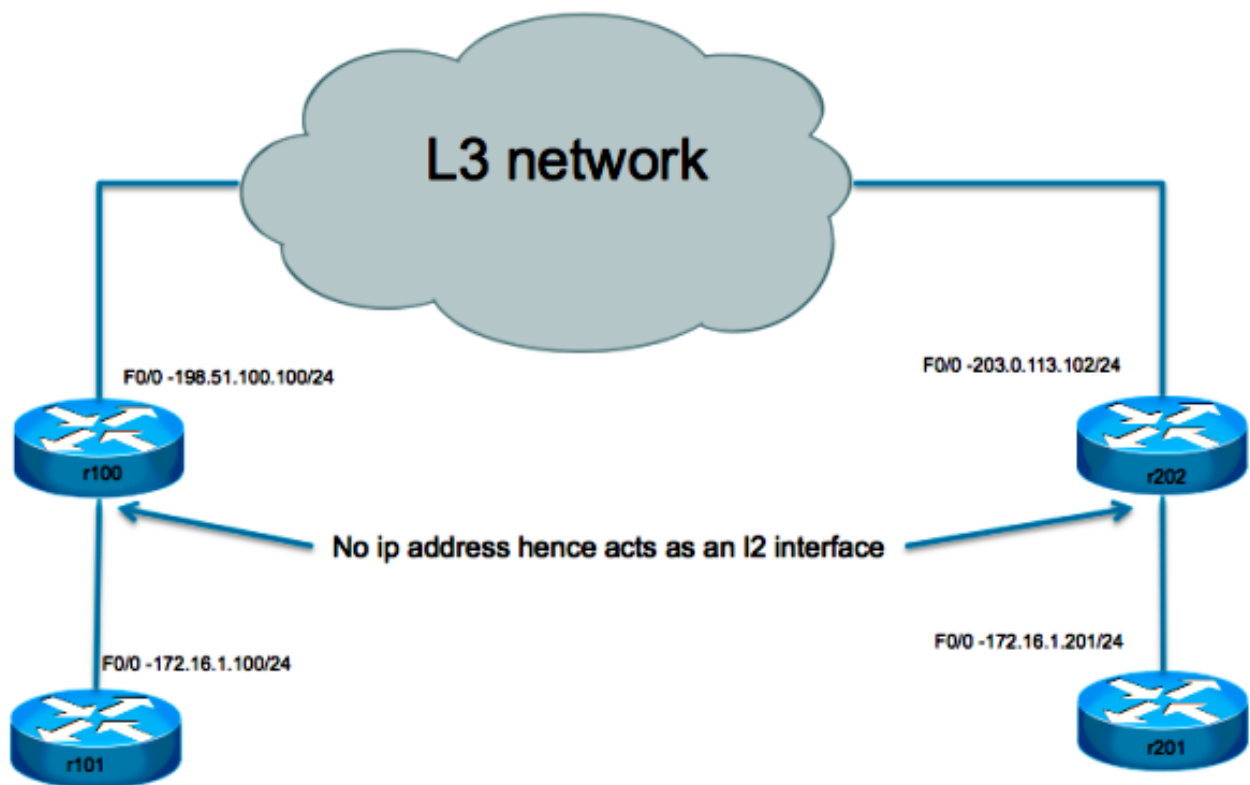 L3 network
F0/0 -198.51.100.100/24
F0/0 -203.0.113.102/24
r100
r202
No ip address hence acts as an l2 interface
F0/0 -172.16.1.100/24
F0/0 -172.16.1.201/24
r101
r201